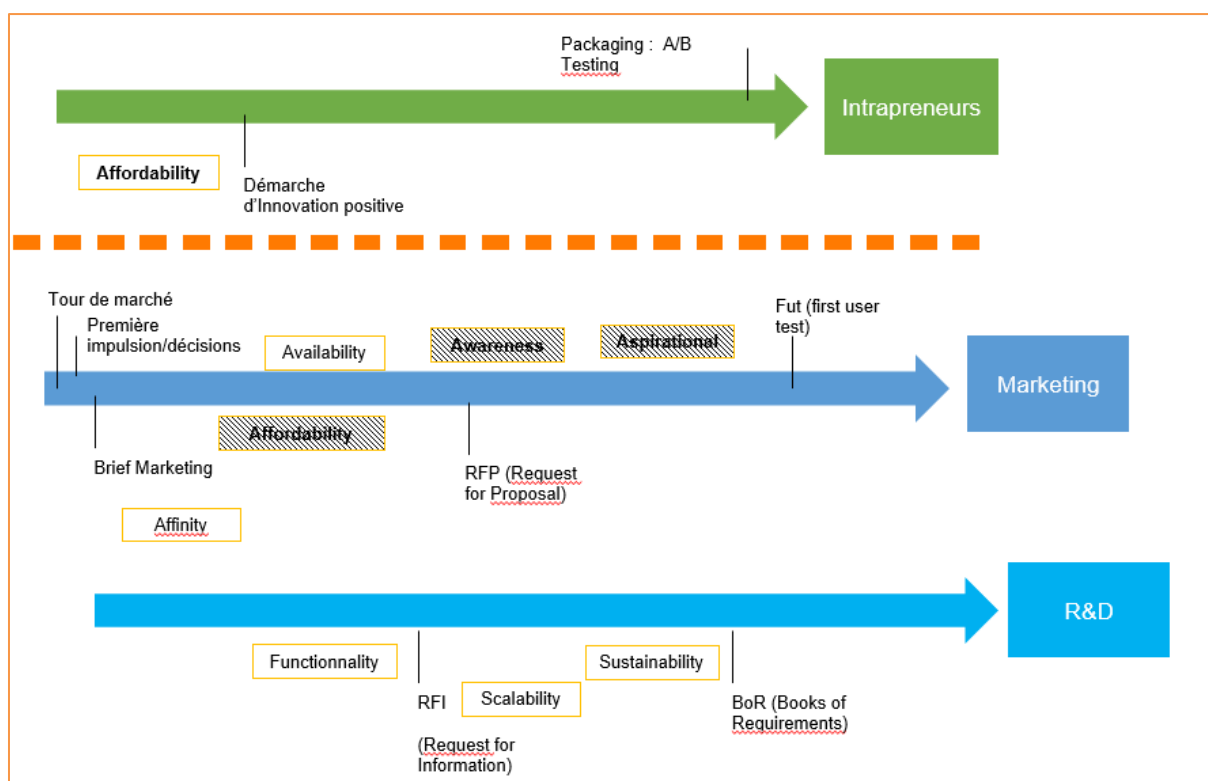 Packaging : A/B
Testing
Intrapreneurs
Affordability
Démarche
d'Innovation positive
Tour de marché
Première
impulsion/décisions
Availability
Awareness
Aspirational
Fut (first user
test)
Marketing
Affordability
Brief Marketing
RFP (Request
for Proposal)
Affinity
R&D
Functionnality
Sustainability
Scalability
RFI
(Request for
Information)
BoR (Books of
Requirements)